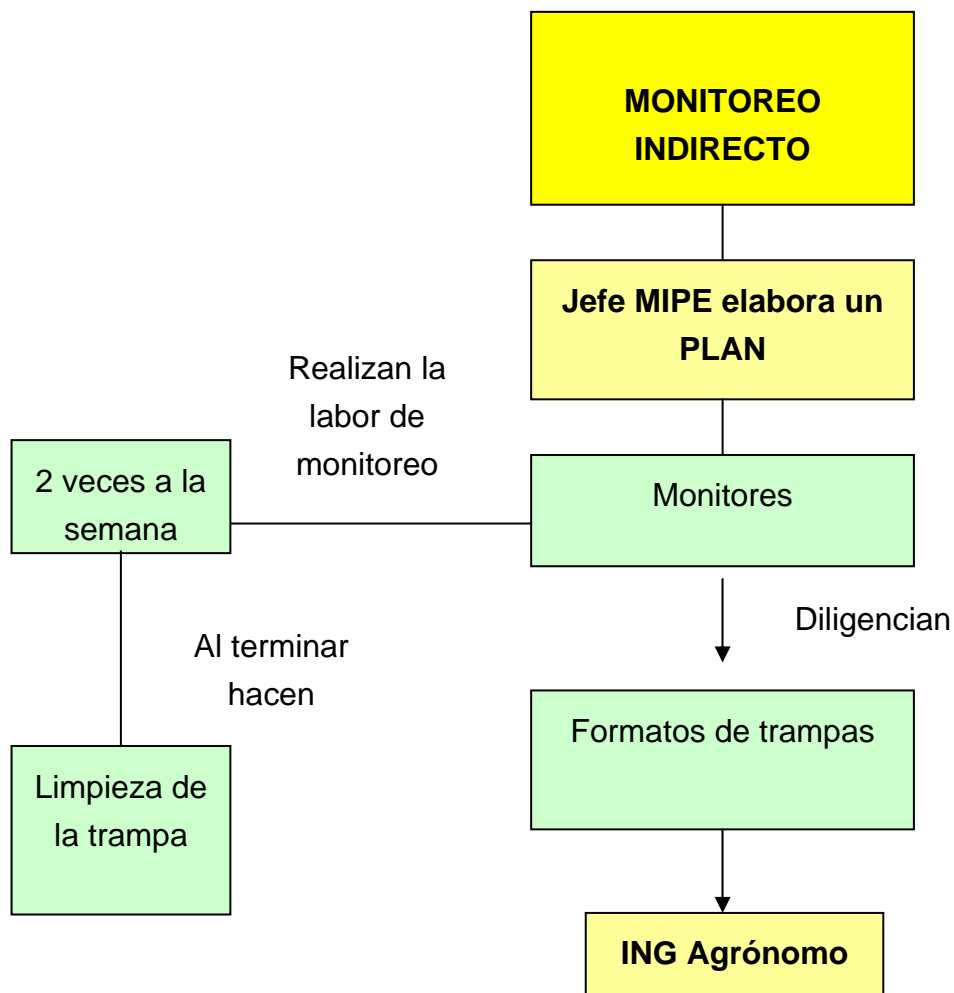 MONITOREO
INDIRECTO
Jefe MIPE elabora un
PLAN
Realizan la
labor de
monitoreo
2 veces a la
semana
Monitores
Diligencian
Al terminar
hacen
Formatos de trampas
Limpieza de
la trampa
ING Agrónomo